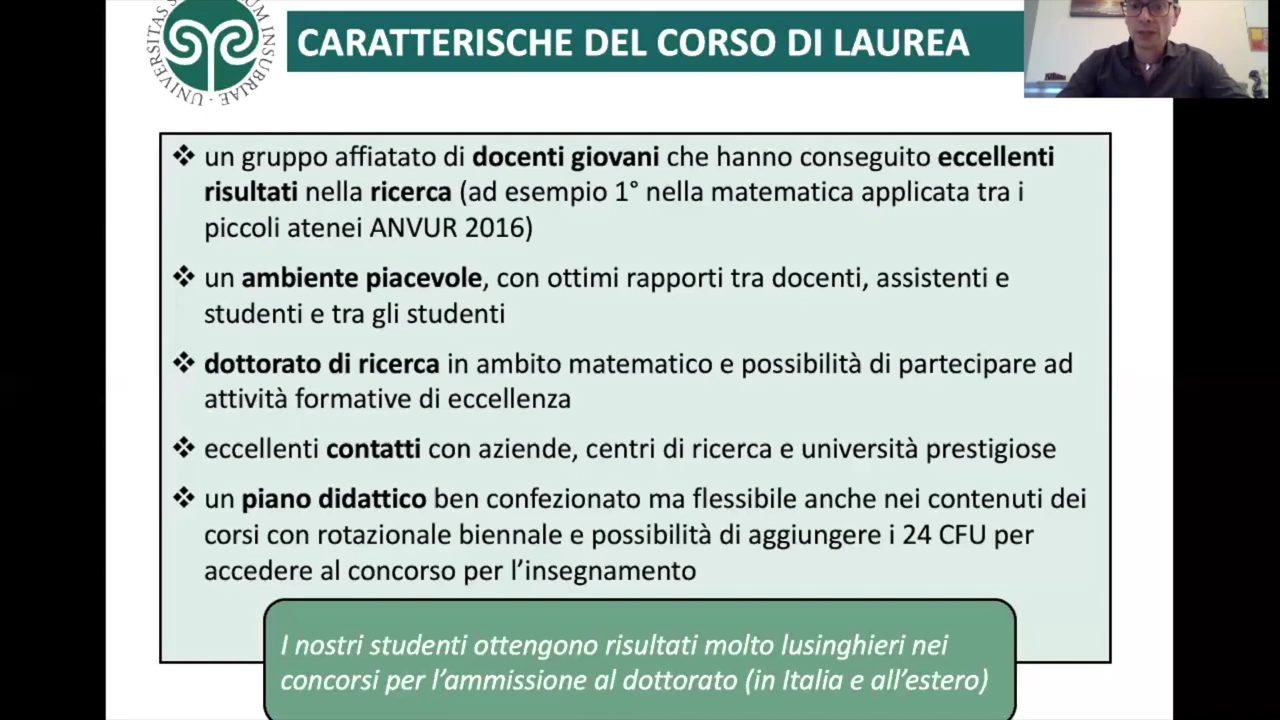 CARATTERISCHE DEL CORSO DI LAUREA
UNIVERSITAS S UM INSUBRIAE
❖ un gruppo affiatato di docenti giovani che hanno conseguito eccellenti
risultati nella ricerca (ad esempio 1° nella matematica applicata tra i
piccoli atenei ANVUR 2016)
❖ un ambiente piacevole, con ottimi rapporti tra docenti, assistenti e
studenti e tra gli studenti
❖ dottorato di ricerca in ambito matematico e possibilità di partecipare ad
attività formative di eccellenza
❖ eccellenti contatti con aziende, centri di ricerca e università prestigiose
❖ un piano didattico ben confezionato ma flessibile anche nei contenuti dei
corsi con rotazionale biennale e possibilità di aggiungere i 24 CFU per
accedere al concorso per l’insegnamento
I nostri studenti ottengono risultati molto lusinghieri nei
concorsi per l’ammissione al dottorato (in Italia e all’estero)